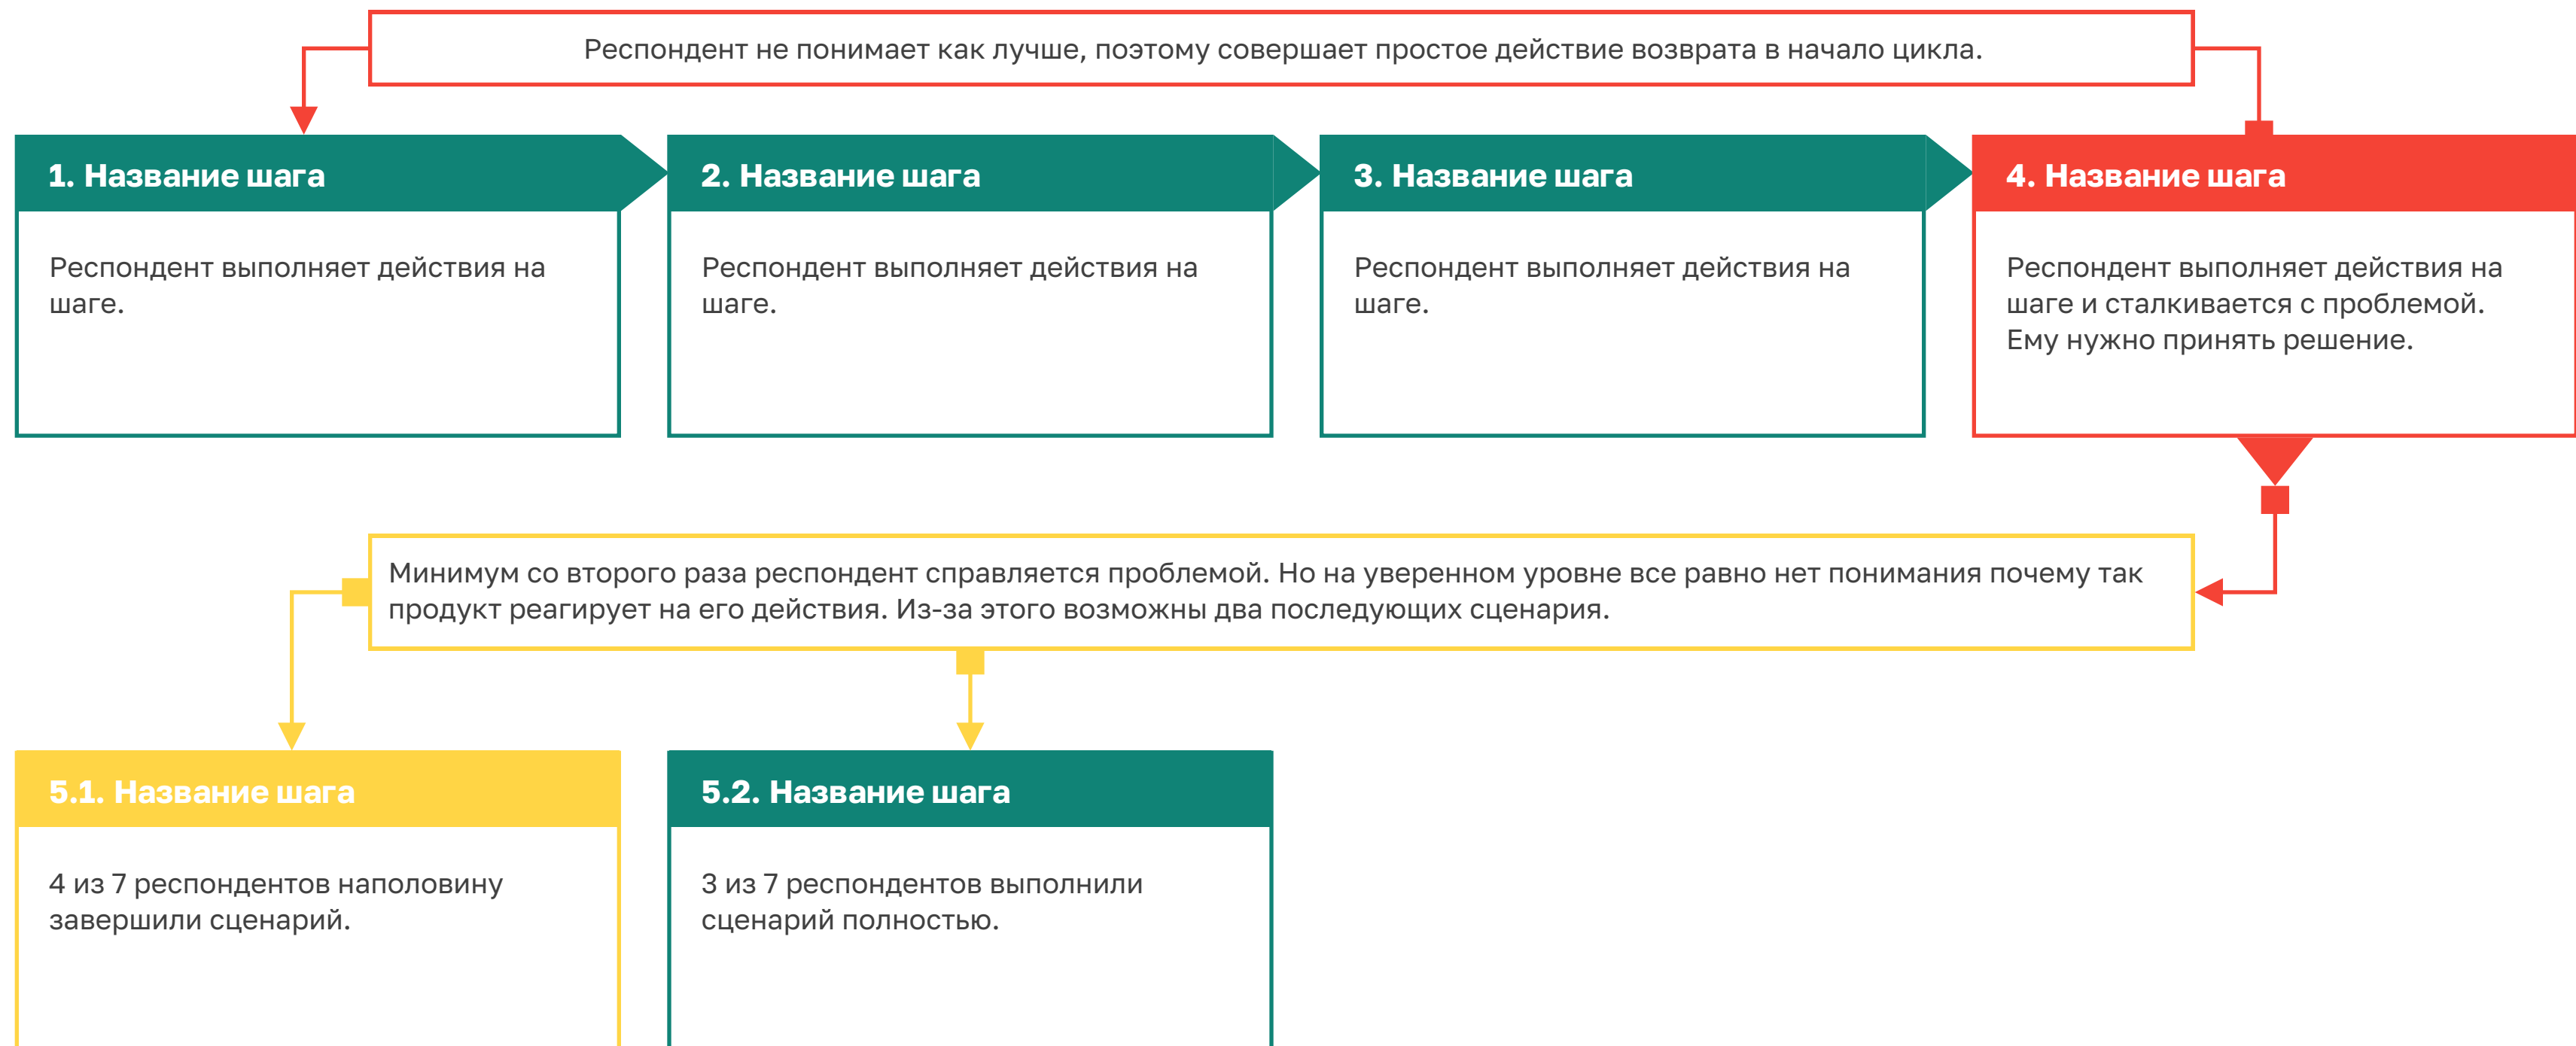 Респондент не понимает как лучше, поэтому совершает простое действие возврата в начало цикла.
1. Название шага
Респондент выполняет действия на
шаге.
2. Название шага
Респондент выполняет действия на
шаге.
3. Название шага
Респондент выполняет действия на
шаге.
4. Название шага
Респондент выполняет действия на
шаге и сталкивается с проблемой.
Ему нужно принять решение.
Минимум со второго раза респондент справляется проблемой. Но на уверенном уровне все равно нет понимания почему так
продукт реагирует на его действия. Из-за этого возможны два последующих сценария.
5.1. Название шага
4 из 7 респондентов наполовину
завершили сценарий.
5.2. Название шага
3 из 7 респондентов выполнили
сценарий полностью.